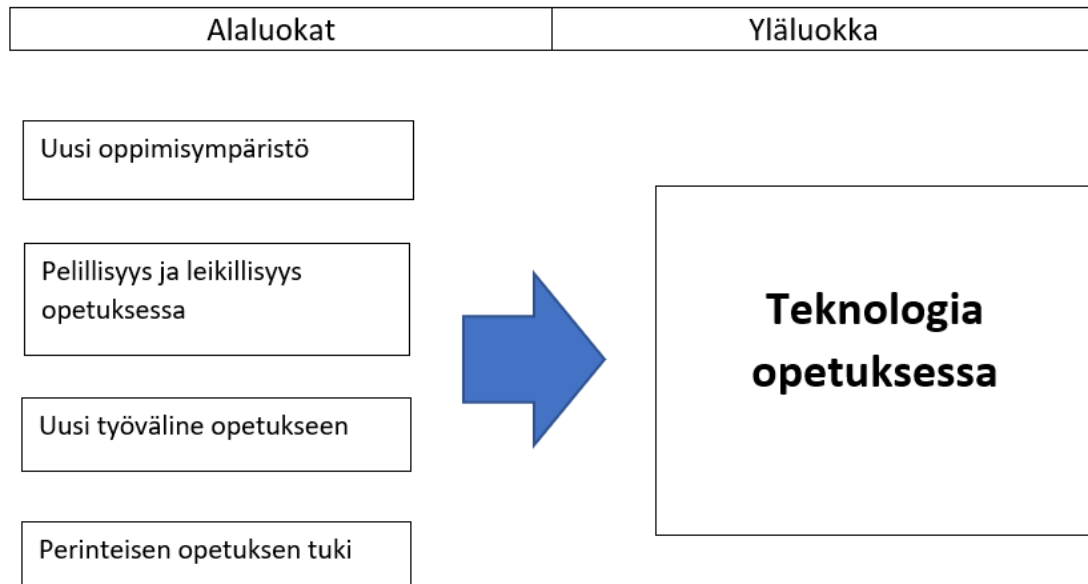 Alaluokat
Yläluokka
Uusi oppimisympäristö
Pelillisyys ja leikillisyys
opetuksessa
Uusi työväline opetukseen
Perinteisen opetuksen tuki
Teknologia
opetuksessa